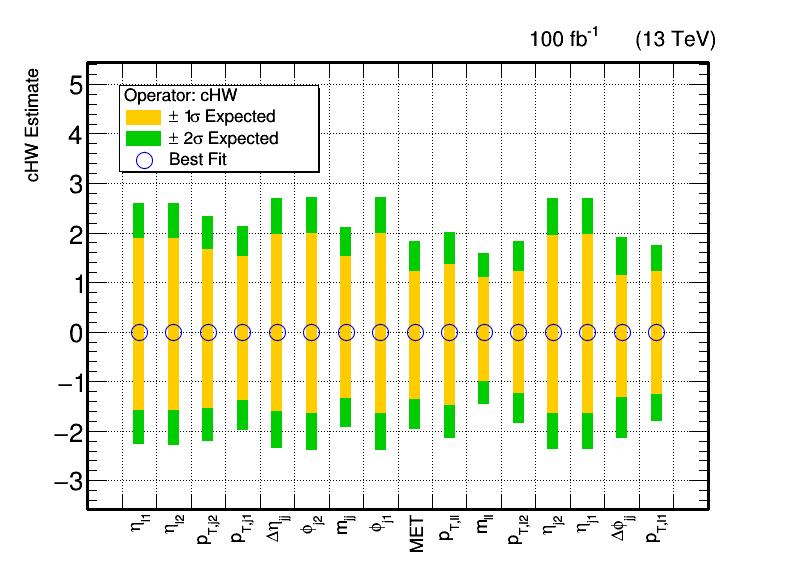 100 fb⁻¹ (13 TeV)
cHW Estimate
5
4
3
2
1
0
−1
−2
−3
Operator: cHW
± 1σ Expected
± 2σ Expected
Best Fit
η_l1
η_l2
p_T,j2
p_T,j1
Δη_jj
ϕ_j2
m_jj
ϕ_j1
MET
p_T,ll
m_ll
p_T,l2
η_j2
η_j1
Δϕ_jj
p_T,l1